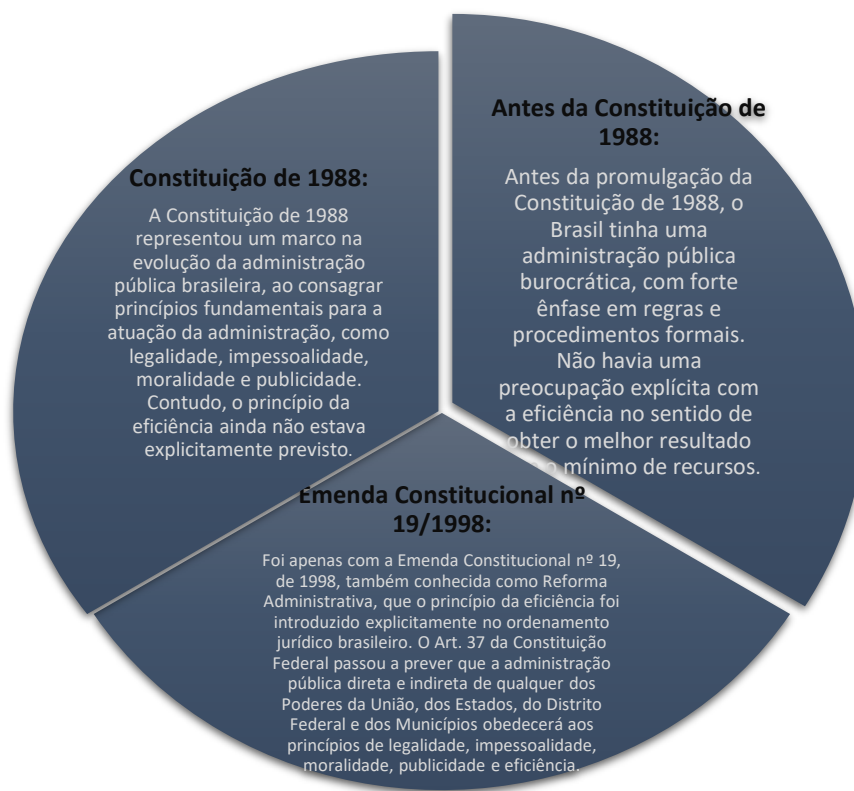 Antes da Constituição de
1988:
Antes da promulgação da
Constituição de 1988, o
Brasil tinha uma
administração pública
burocrática, com forte
ênfase em regras e
procedimentos formais.
Não havia uma
preocupação explícita com
a eficiência no sentido de
obter o melhor resultado
o mínimo de recursos.
Emenda Constitucional nº
19/1998:
Foi apenas com a Emenda Constitucional nº 19,
de 1998, também conhecida como Reforma
Administrativa, que o princípio da eficiência foi
introduzido explicitamente no ordenamento
jurídico brasileiro. O Art. 37 da Constituição
Federal passou a prever que a administração
pública direta e indireta de qualquer dos
Poderes da União, dos Estados, do Distrito
Federal e dos Municípios obedecerá aos
princípios de legalidade, impessoalidade,
moralidade, publicidade e eficiência.
Constituição de 1988:
A Constituição de 1988
representou um marco na
evolução da administração
pública brasileira, ao consagrar
princípios fundamentais para a
atuação da administração, como
legalidade, impessoalidade,
moralidade e publicidade.
Contudo, o princípio da
eficiência ainda não estava
explicitamente previsto.